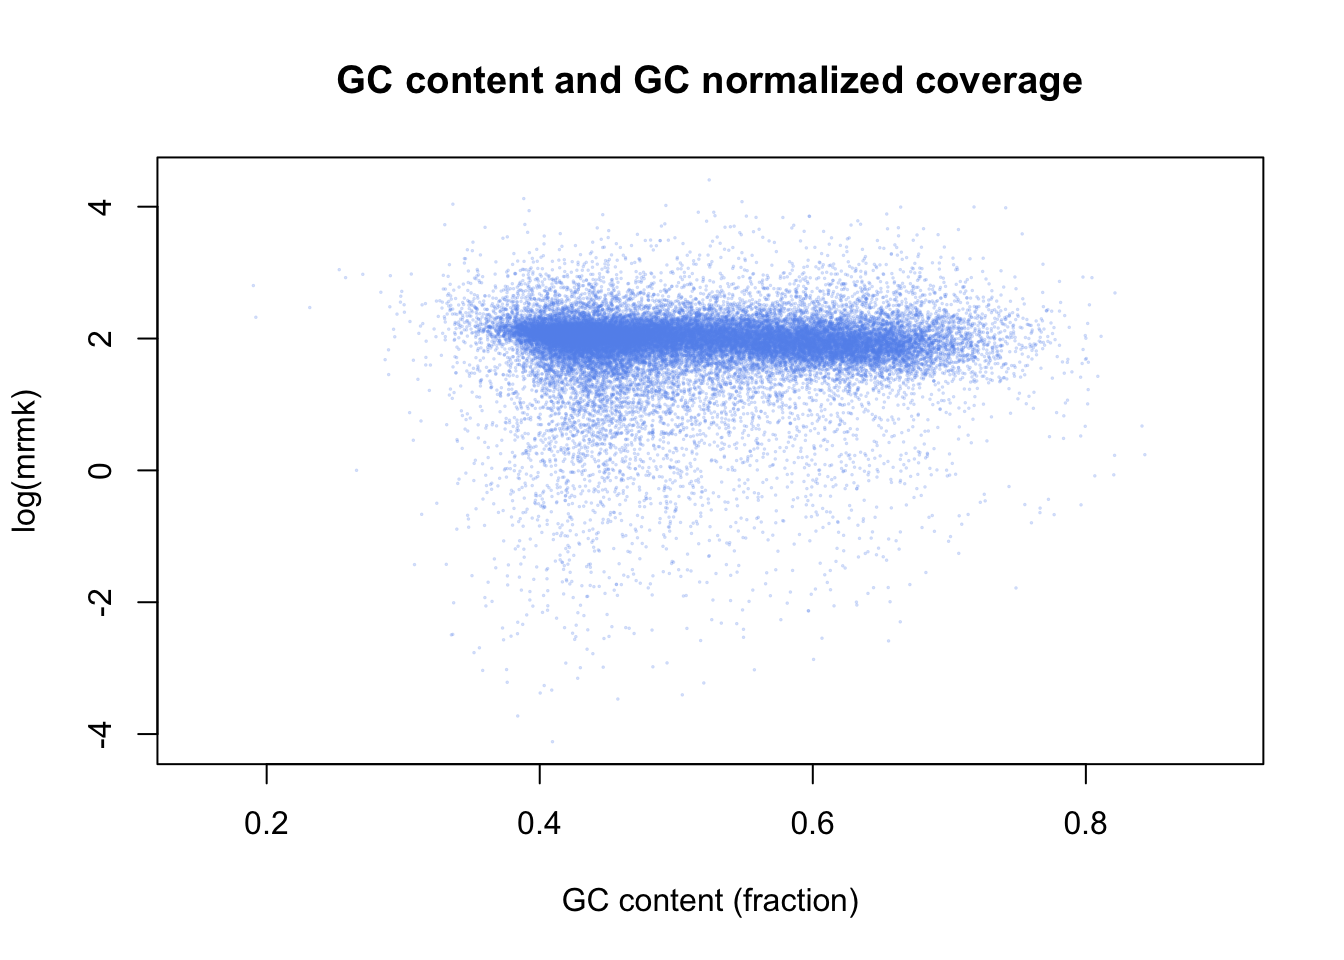 GC content and GC normalized coverage
log(mrmk)
4
2
0
-2
-4
0.2 0.4 0.6 0.8
GC content (fraction)